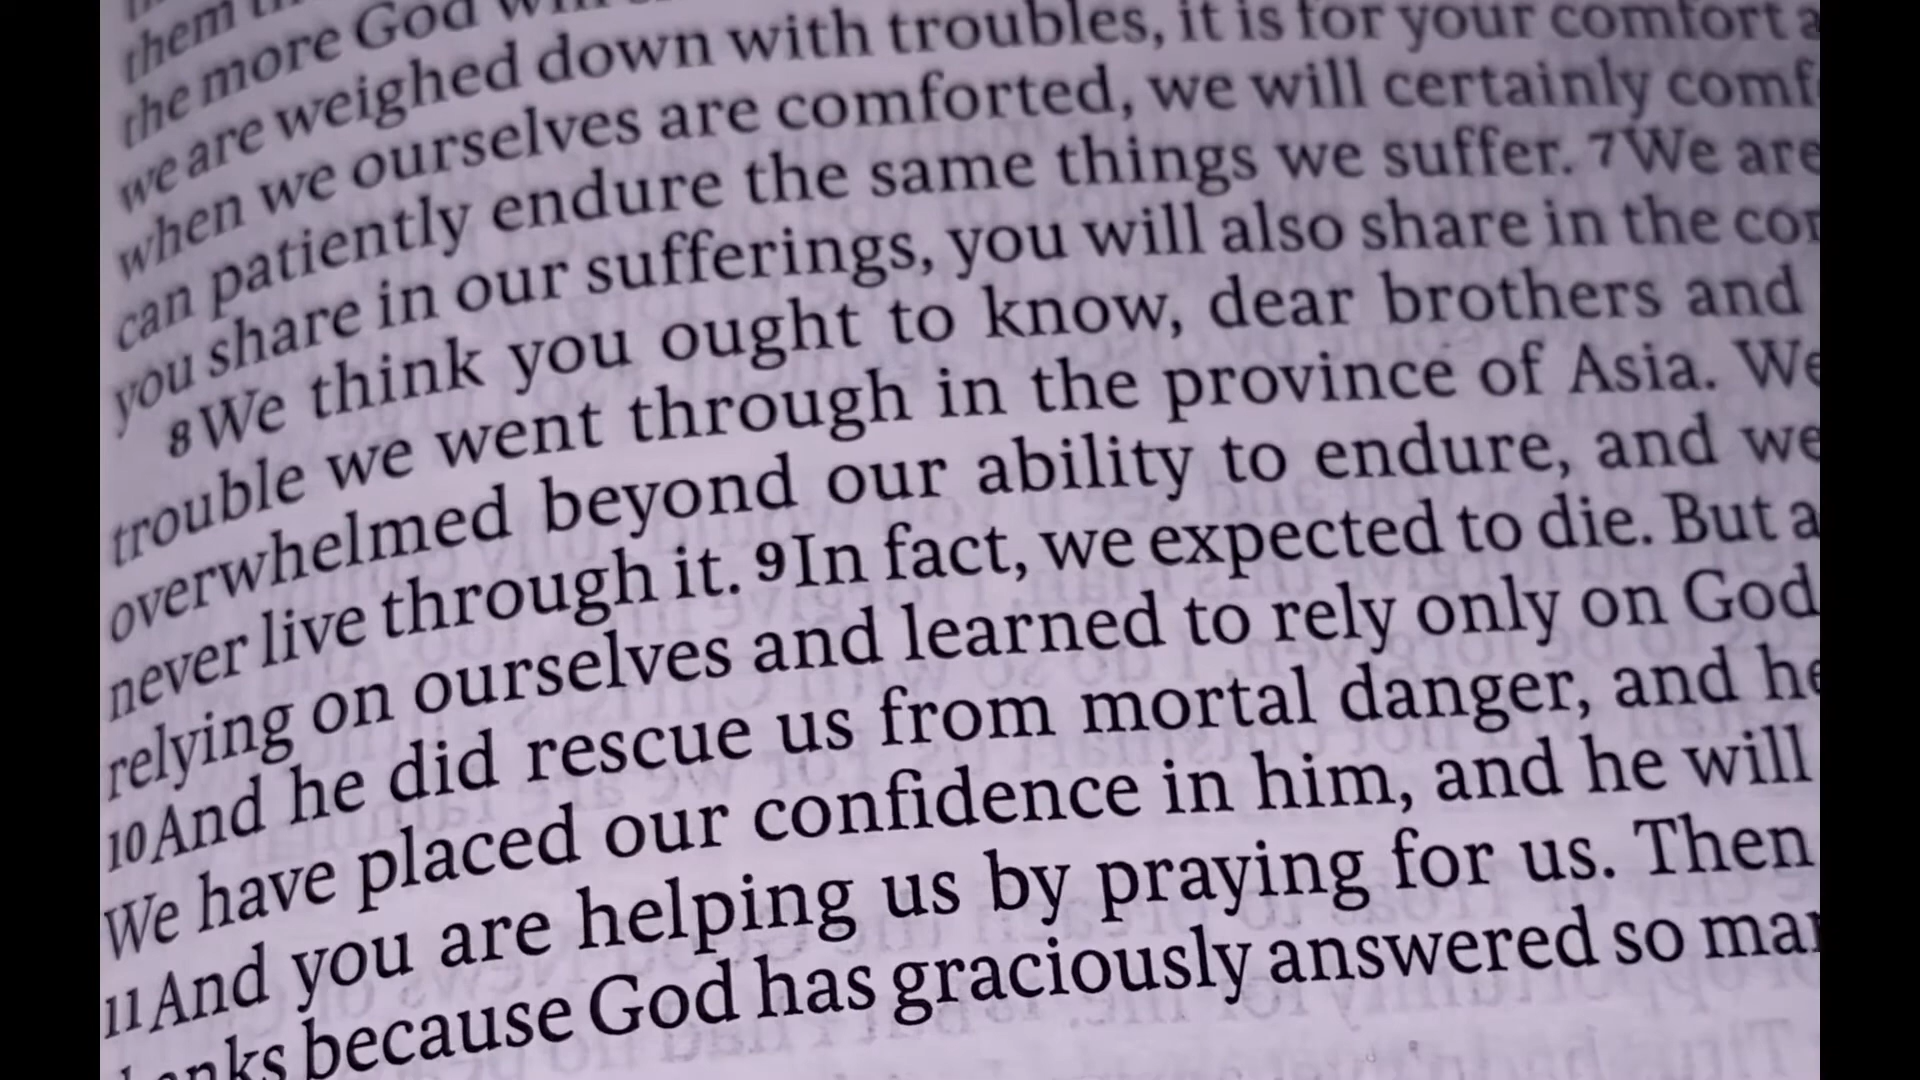 them
the more God
we are weighed down with troubles, it is for your comfort
when we ourselves are comforted, we will certainly
can patiently endure the same things we suffer. 7We are
you share in our sufferings, you will also share in the
8We think you ought to know, dear brothers and
trouble we went through in the province of Asia. We
overwhelmed beyond our ability to endure, and we
never live through it. 9In fact, we expected to die. But
relying on ourselves and learned to rely only on God
10And he did rescue us from mortal danger, and he
We have placed our confidence in him, and he will
11And you are helping us by praying for us. Then
because God has graciously answered so